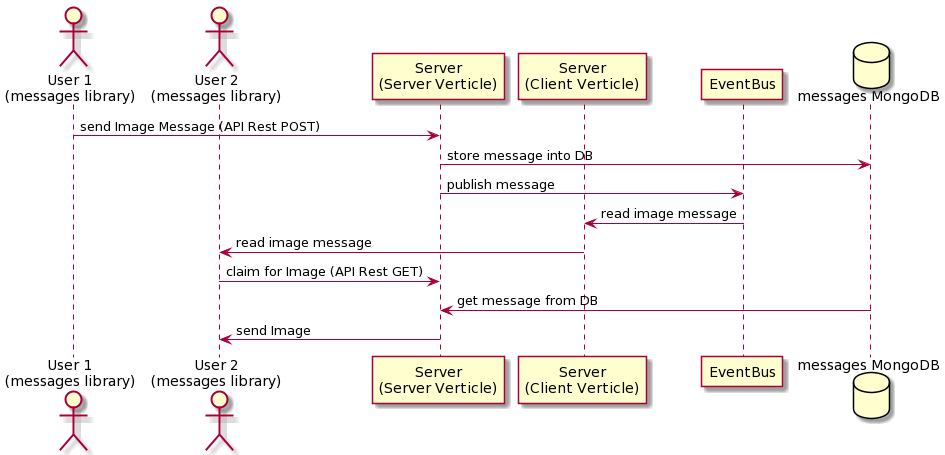 User 1
(messages library)
User 2
(messages library)
Server
(Server Verticle)
Server
(Client Verticle)
EventBus
messages MongoDB
send Image Message (API Rest POST)
store message into DB
publish message
read image message
read image message
claim for Image (API Rest GET)
get message from DB
send Image
User 1
(messages library)
User 2
(messages library)
Server
(Server Verticle)
Server
(Client Verticle)
EventBus
messages MongoDB